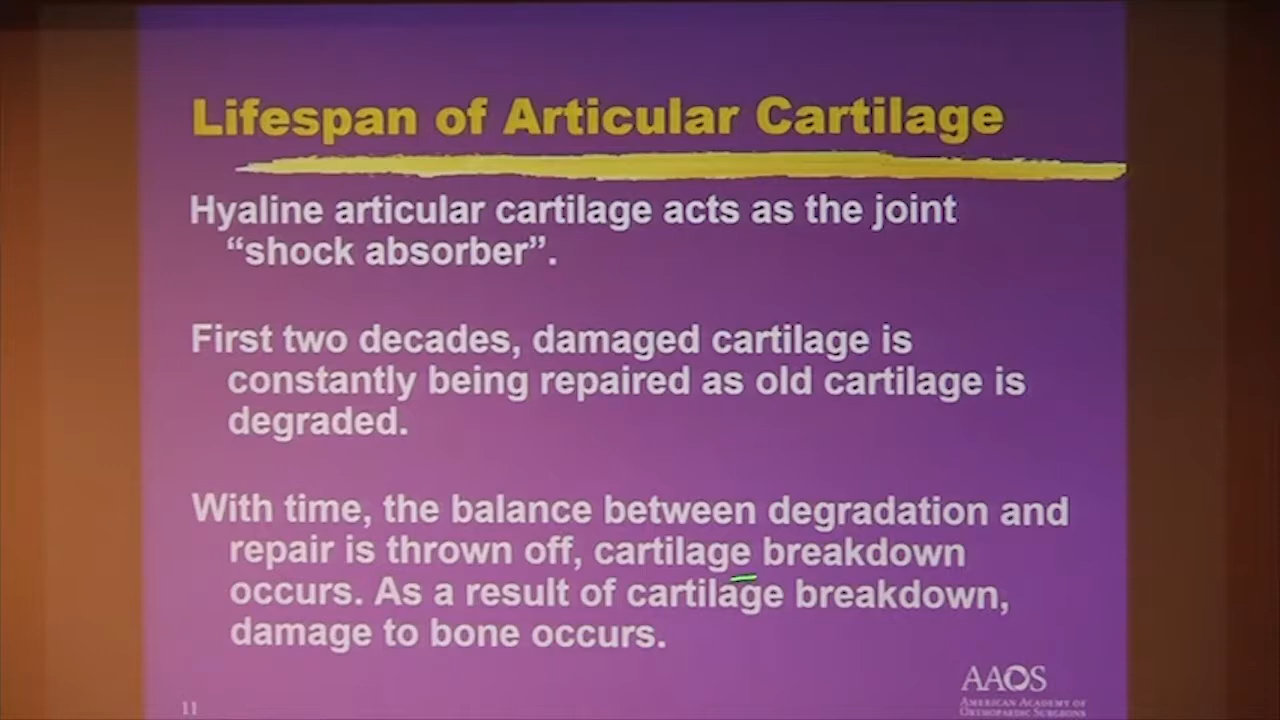 Lifespan of Articular Cartilage
Hyaline articular cartilage acts as the joint
“shock absorber”.
First two decades, damaged cartilage is
constantly being repaired as old cartilage is
degraded.
With time, the balance between degradation and
repair is thrown off, cartilage breakdown
occurs. As a result of cartilage breakdown,
damage to bone occurs.
11
AAOS
AMERICAN ACADEMY OF
ORTHOPAEDIC SURGEONS